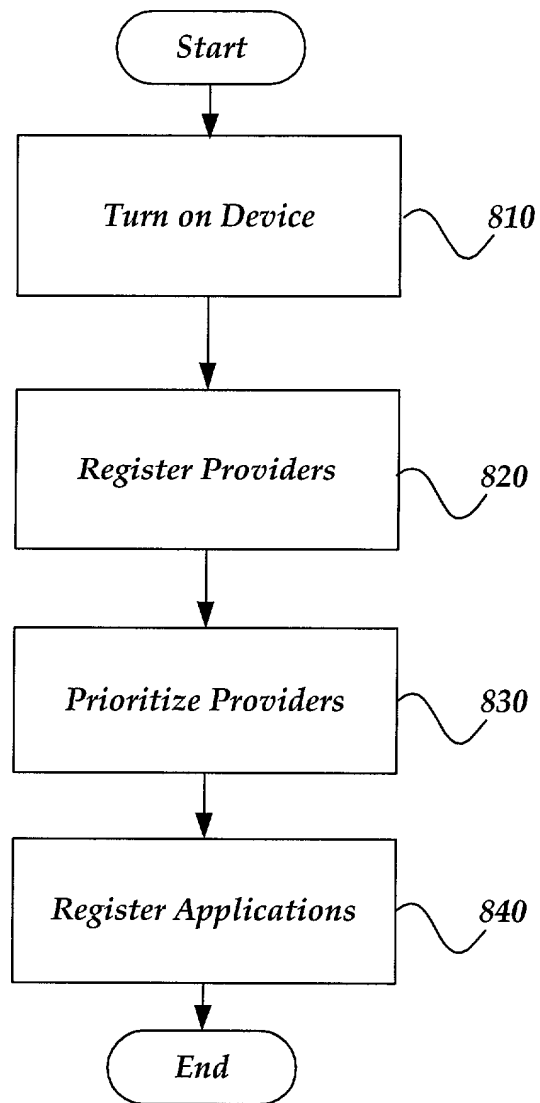 Start
Turn on Device
810
Register Providers
820
Prioritize Providers
830
Register Applications
840
End